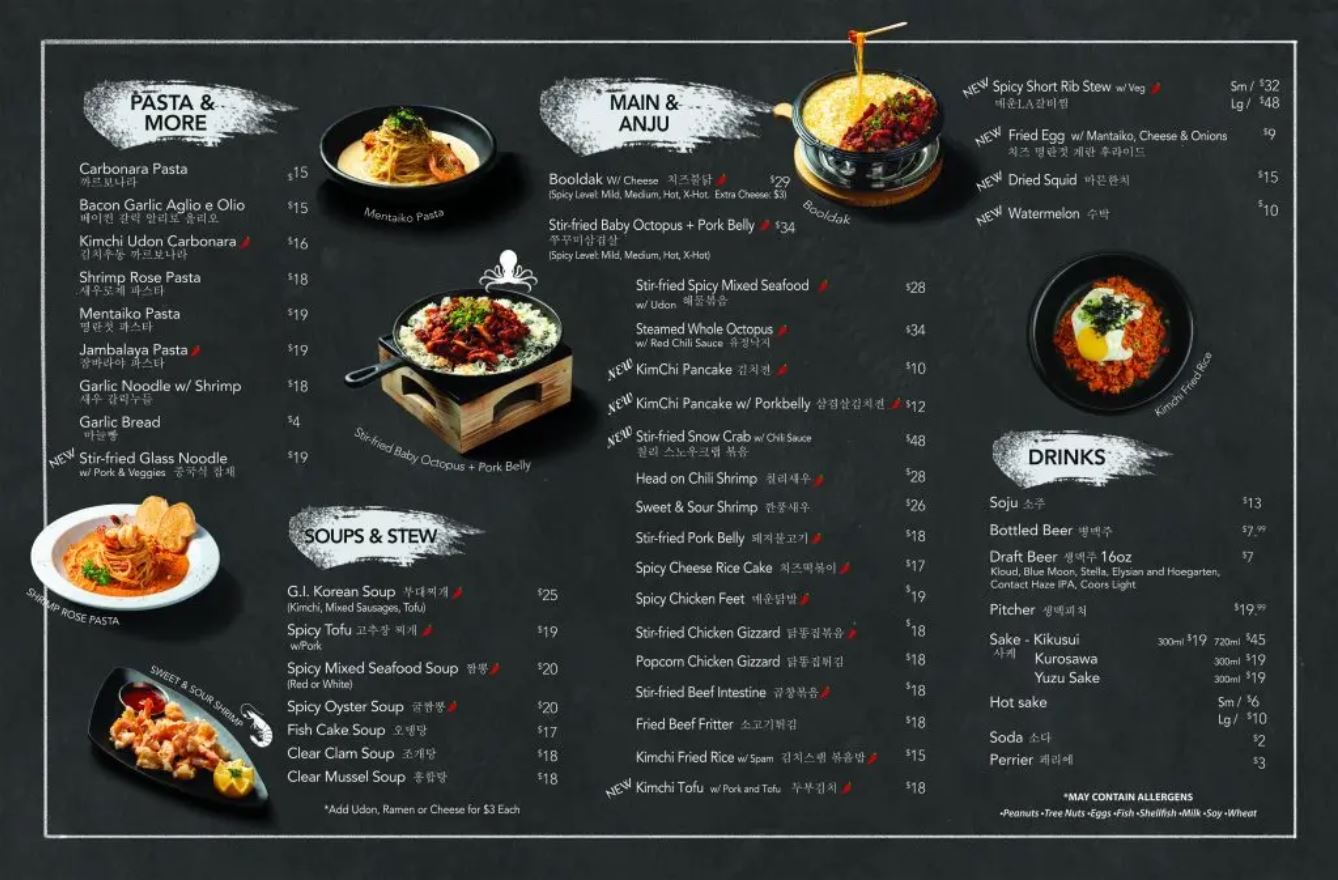 PASTA &
MORE
Carbonara Pasta $15
까르보나라
Bacon Garlic Aglio e Olio $15
베이컨 갈릭 알리오 올리오
Kimchi Udon Carbonara $16
김치우동 까르보나라
Shrimp Rose Pasta $18
새우로제 파스타
Mentaiko Pasta $19
명란젓 파스타
Jambalaya Pasta $19
잠바라야 파스타
Garlic Noodle w/ Shrimp $18
새우 갈릭누들
Garlic Bread $4
마늘빵
NEW Stir-fried Glass Noodle $19
w/ Pork & Veggies 중국식 잡채
Mentaiko Pasta
Stir-fried Baby Octopus + Pork Belly
SHRIMP ROSE PASTA
SWEET & SOUR SHRIMP
SOUPS & STEW
G.I. Korean Soup 부대찌개 $25
(Kimchi, Mixed Sausages, Tofu)
Spicy Tofu 고추장 찌개 $19
w/Pork
Spicy Mixed Seafood Soup 짬뽕 $20
(Red or White)
Spicy Oyster Soup 굴짬뽕 $20
Fish Cake Soup 오뎅탕 $17
Clear Clam Soup 조개탕 $18
Clear Mussel Soup 홍합탕 $18
*Add Udon, Ramen or Cheese for $3 Each
MAIN &
ANJU
Booldak W/ Cheese 치즈불닭 $29
(Spicy Level: Mild, Medium, Hot, X-Hot. Extra Cheese: $3)
Stir-fried Baby Octopus + Pork Belly $34
쭈꾸미삼겹살
(Spicy Level: Mild, Medium, Hot, X-Hot)
Booldak
Stir-fried Spicy Mixed Seafood $28
w/ Udon 해물볶음
Steamed Whole Octopus $34
w/ Red Chili Sauce 유정낙지
NEW KimChi Pancake 김치전 $10
NEW KimChi Pancake w/ Porkbelly 삼겹살김치전 $12
NEW Stir-fried Snow Crab w/ Chili Sauce $48
칠리 스노우크랩 볶음
Head on Chili Shrimp 칠리새우 $28
Sweet & Sour Shrimp 깐풍새우 $26
Stir-fried Pork Belly 돼지불고기 $18
Spicy Cheese Rice Cake 치즈떡볶이 $17
Spicy Chicken Feet 매운닭발 $19
Stir-fried Chicken Gizzard 닭똥집볶음 $18
Popcorn Chicken Gizzard 닭똥집튀김 $18
Stir-fried Beef Intestine 곱창볶음 $18
Fried Beef Fritter 소고기튀김 $18
Kimchi Fried Rice w/ Spam 김치스팸 볶음밥 $15
NEW Kimchi Tofu w/ Pork and Tofu 두부김치 $18
NEW Spicy Short Rib Stew w/ Veg Sm / $32
매운LA갈비찜 Lg / $48
NEW Fried Egg w/ Mantaiko, Cheese & Onions $9
치즈 명란젓 계란 후라이드
NEW Dried Squid 마른한치 $15
NEW Watermelon 수박 $10
Kimchi Fried Rice
DRINKS
Soju 소주 $13
Bottled Beer 병맥주 $7.99
Draft Beer 생맥주 16oz $7
Kloud, Blue Moon, Stella, Elysian and Hoegarten,
Contact Haze IPA, Coors Light
Pitcher 생맥피처 $19.99
Sake - Kikusui 300ml $19 720ml $45
사케 Kurosawa 300ml $19
Yuzu Sake 300ml $19
Hot sake Sm / $6
Lg / $10
Soda 소다 $2
Perrier 페리에 $3
*MAY CONTAIN ALLERGENS
•Peanuts •Tree Nuts •Eggs •Fish •Shellfish •Milk •Soy •Wheat